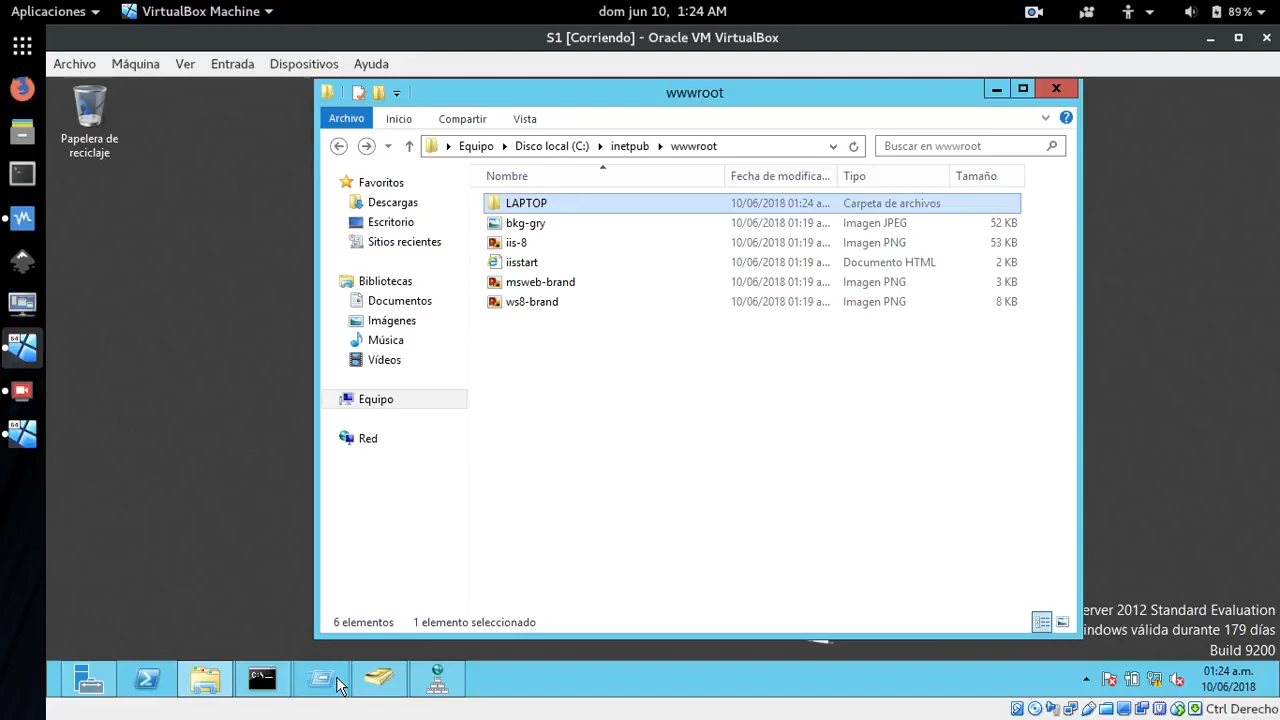 Aplicaciones
VirtualBox Machine
dom jun 10, 1:24 AM
89%
S1 [Corriendo] - Oracle VM VirtualBox
Archivo Máquina Ver Entrada Dispositivos Ayuda
Papelera de
reciclaje
wwwroot
Archivo Inicio Compartir Vista
Equipo Disco local (C:) inetpub wwwroot
Buscar en wwwroot
Nombre Fecha de modifica... Tipo Tamaño
Favoritos
Descargas
Escritorio
Sitios recientes
Bibliotecas
Documentos
Imágenes
Música
Vídeos
Equipo
Red
LAPTOP 10/06/2018 01:24 a... Carpeta de archivos
bkg-gry 10/06/2018 01:19 a... Imagen JPEG 52 KB
iis-8 10/06/2018 01:19 a... Imagen PNG 53 KB
iisstart 10/06/2018 01:19 a... Documento HTML 2 KB
msweb-brand 10/06/2018 01:19 a... Imagen PNG 3 KB
ws8-brand 10/06/2018 01:19 a... Imagen PNG 8 KB
6 elementos 1 elemento seleccionado
erver 2012 Standard Evaluation
indows válida durante 179 días
Build 9200
01:24 a.m.
10/06/2018
Ctrl Derecho